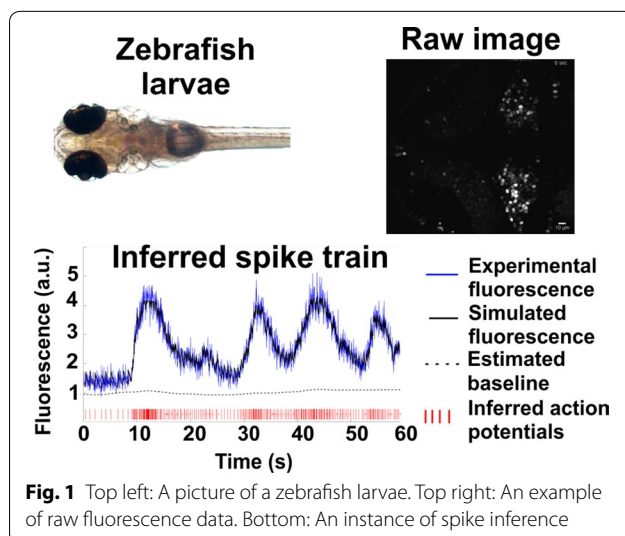 Zebrafish
larvae
Raw image
0 sec
10 µm
Inferred spike train
Fluorescence (a.u.)
5
4
3
2
1
0 10 20 30 40 50 60
Time (s)
Experimental
fluorescence
Simulated
fluorescence
Estimated
baseline
Inferred action
potentials
Fig. 1 Top left: A picture of a zebrafish larvae. Top right: An example
of raw fluorescence data. Bottom: An instance of spike inference